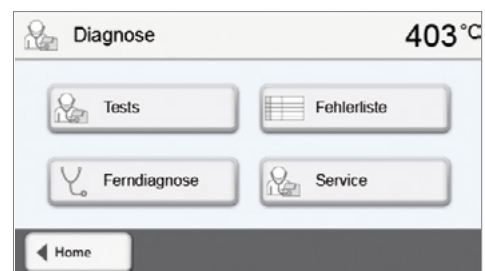 Diagnose 403 °C
Tests Fehlerliste
Ferndiagnose Service
Home